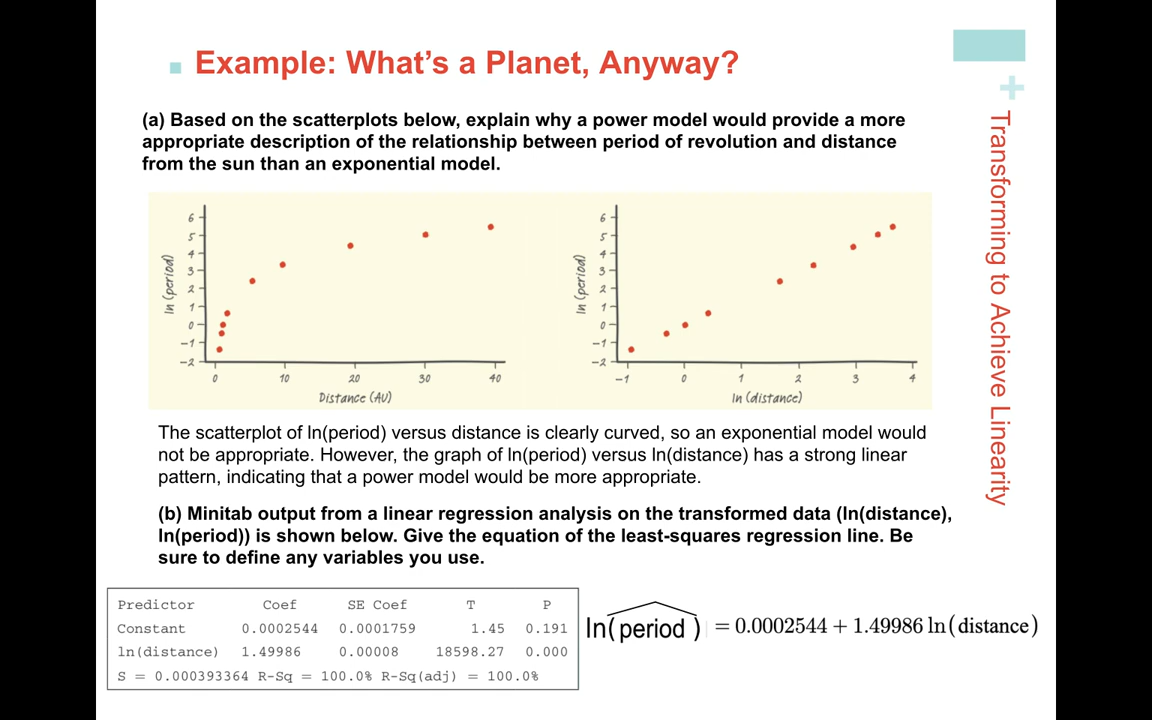 Example: What's a Planet, Anyway?
(a) Based on the scatterplots below, explain why a power model would provide a more
appropriate description of the relationship between period of revolution and distance
from the sun than an exponential model.
6
5
4
3
2
1
0
-1
-2
ln (period)
0 10 20 30 40
Distance (AU)
6
5
4
3
2
1
0
-1
-2
ln (period)
-1 0 1 2 3 4
ln (distance)
The scatterplot of ln(period) versus distance is clearly curved, so an exponential model would
not be appropriate. However, the graph of ln(period) versus ln(distance) has a strong linear
pattern, indicating that a power model would be more appropriate.
(b) Minitab output from a linear regression analysis on the transformed data (ln(distance),
ln(period)) is shown below. Give the equation of the least-squares regression line. Be
sure to define any variables you use.
Predictor Coef SE Coef T P
Constant 0.0002544 0.0001759 1.45 0.191
ln(distance) 1.49986 0.00008 18598.27 0.000
S = 0.000393364 R-Sq = 100.0% R-Sq(adj) = 100.0%
ln(period) = 0.0002544 + 1.49986 ln(distance)
+
Transforming to Achieve Linearity